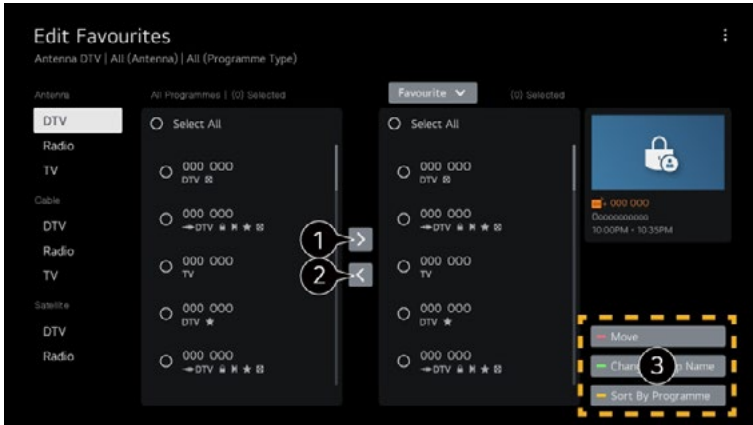 Edit Favourites
Antenna DTV | All (Antenna) | All (Programme Type)
Antenna
DTV
Radio
TV
Cable
DTV
Radio
TV
Satellite
DTV
Radio
All Programmes | (0) Selected
Select All
000 000
DTV
000 000
DTV
000 000
TV
000 000
DTV ★
000 000
DTV ★
1 >
2 <
Favourite
(0) Selected
Select All
000 000
DTV
000 000
DTV ★
000 000
TV
000 000
DTV ★
000 000
DTV ★
000 000
Dooooooooooo
10:00PM - 10:35PM
Move
3
Name
Sort By Programme